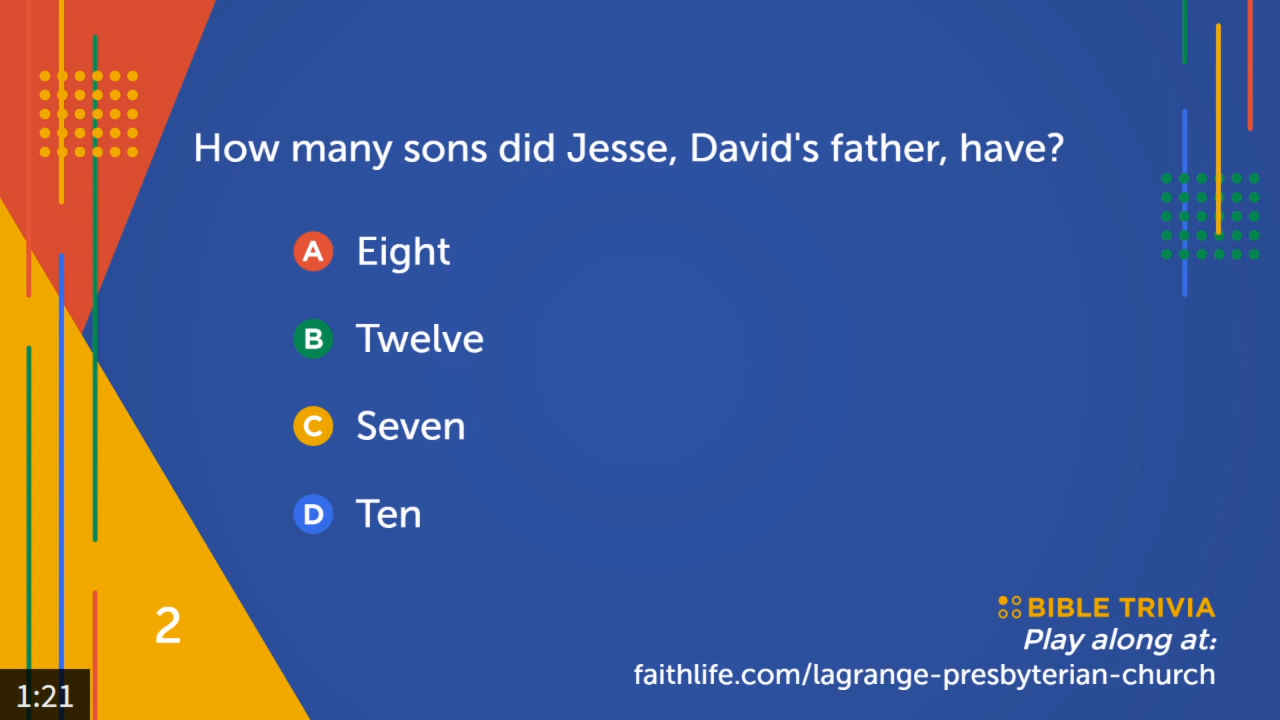 How many sons did Jesse, David's father, have?
A Eight
B Twelve
C Seven
D Ten
2
BIBLE TRIVIA
Play along at:
faithlife.com/lagrange-presbyterian-church
1:21